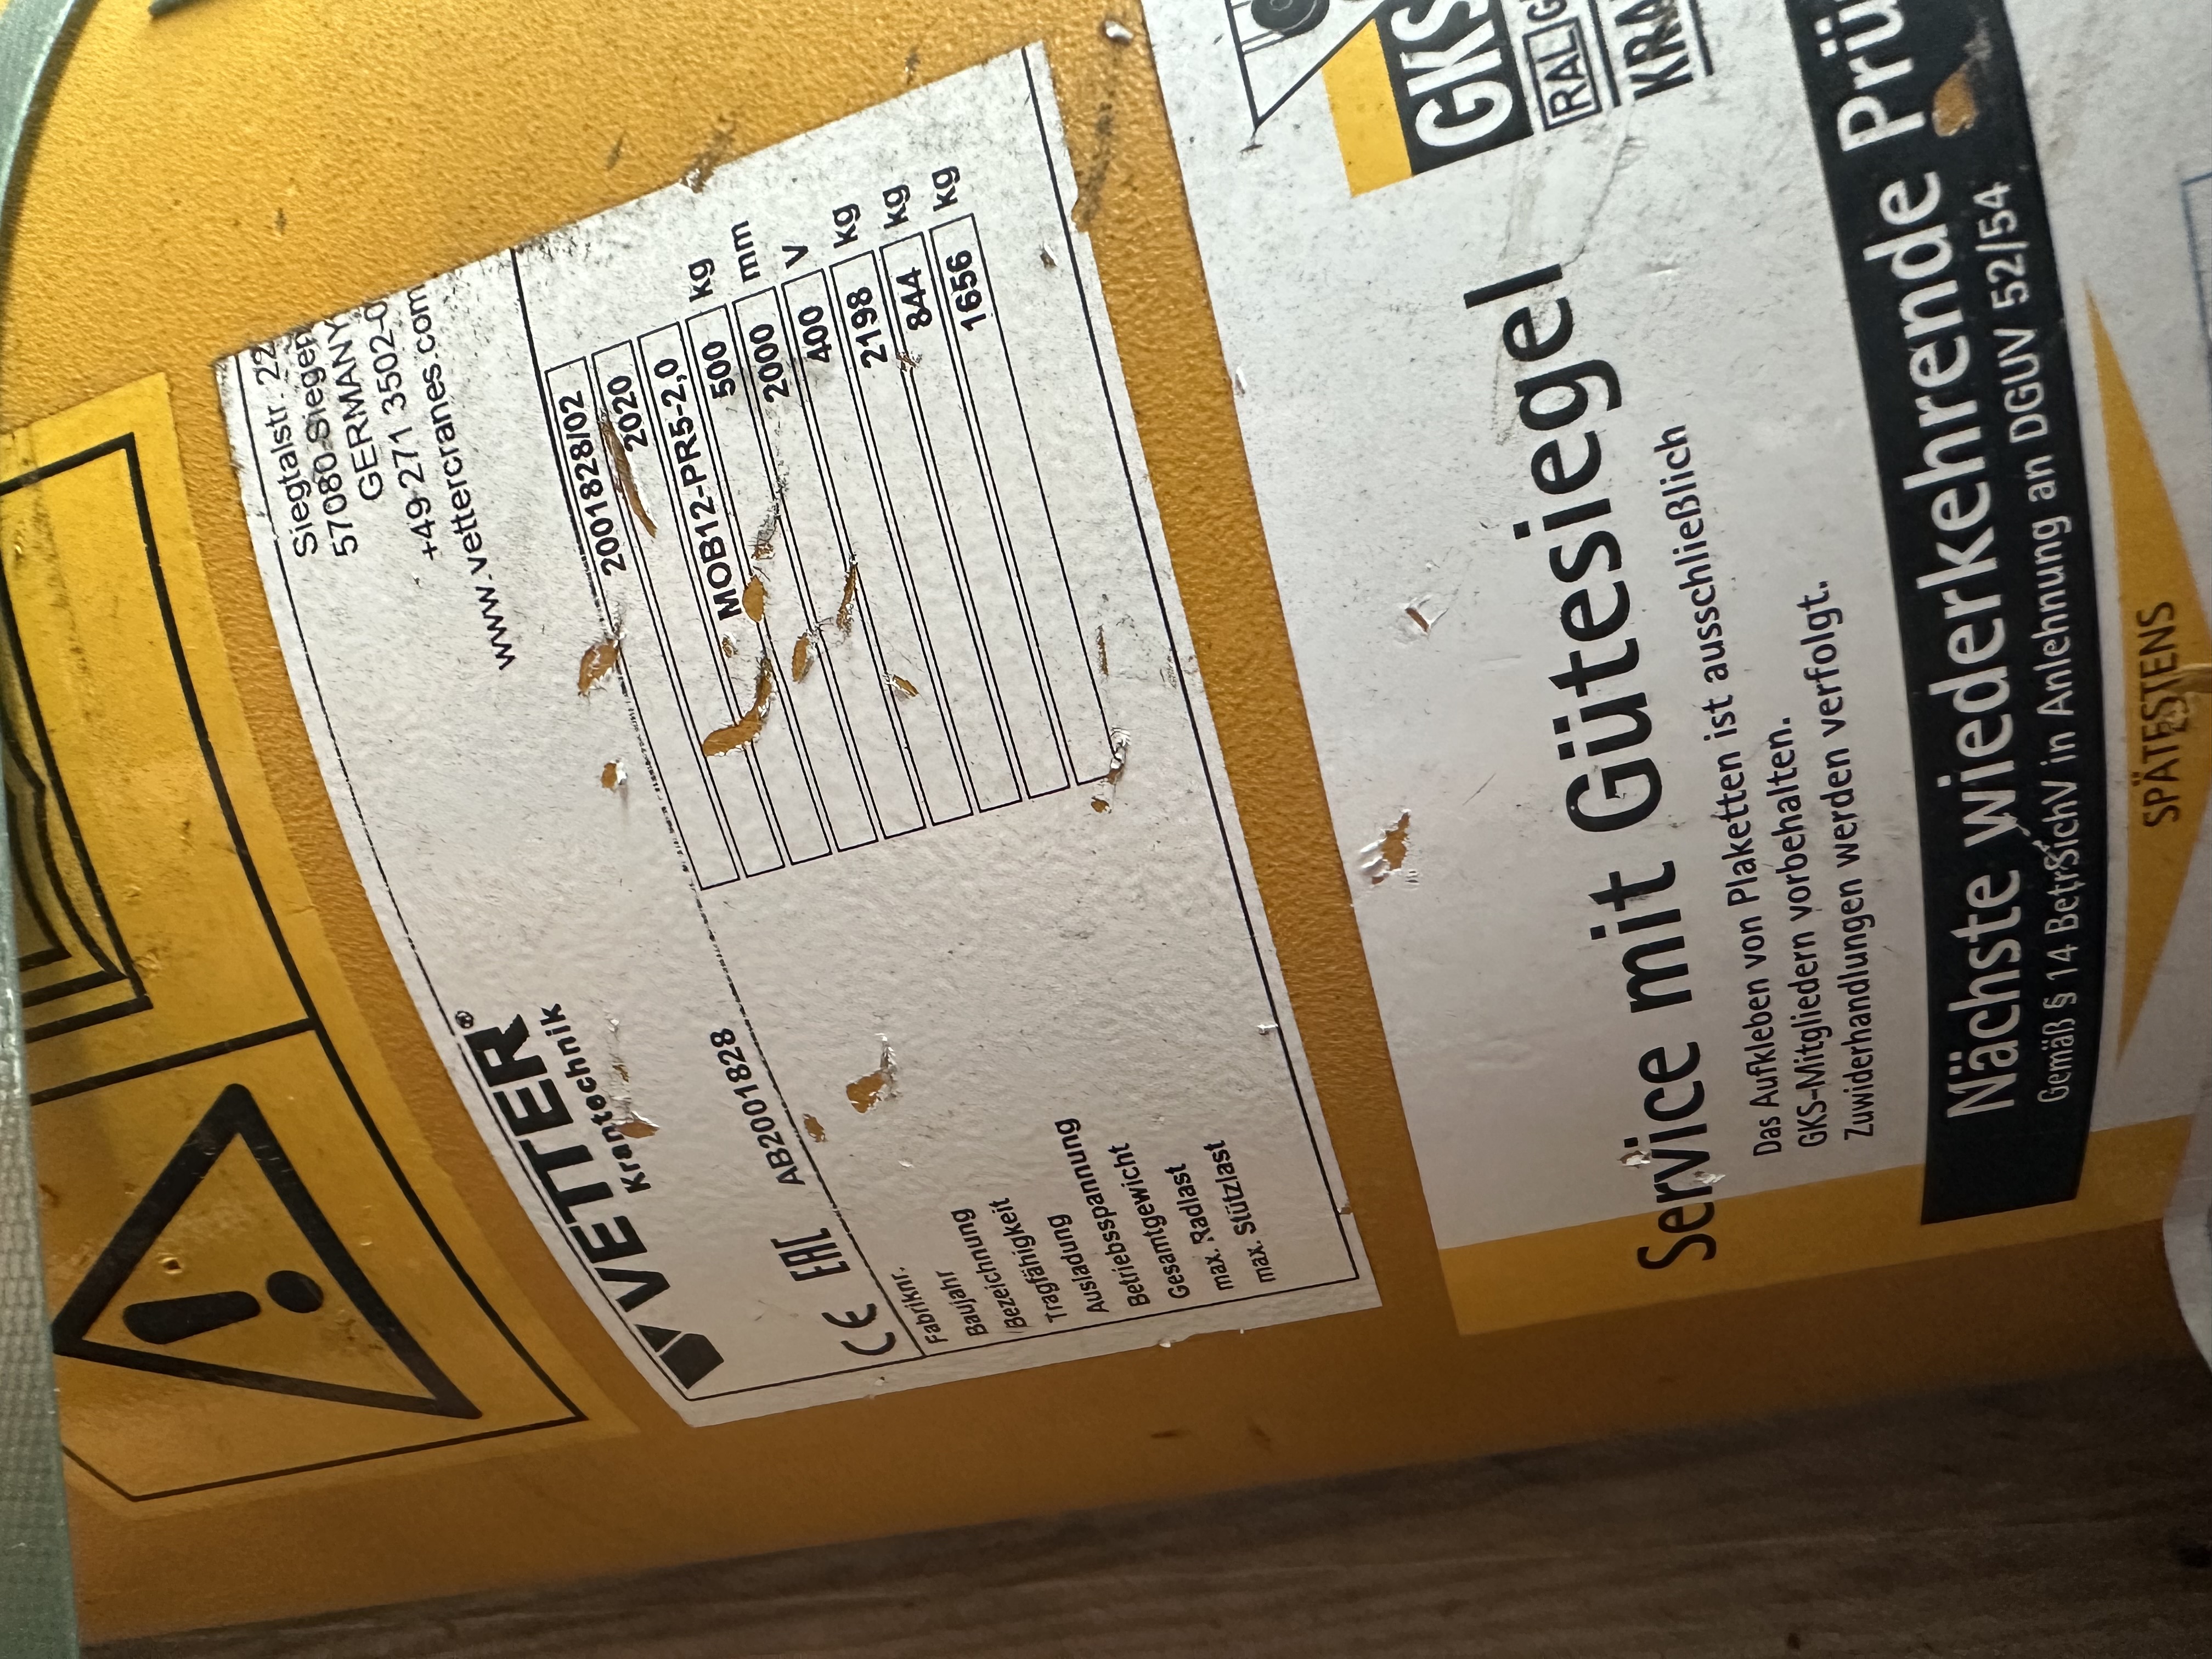 VETTER®
Krantechnik
Siegtalstr. 22
57080 Siegen
GERMANY
+49 271 3502-0
www.vettercranes.com
CE EAC AB2001828
Fabriknr. 2001828/02
Baujahr 2020
Bezeichnung MOB12-PR5-2,0
Tragfähigkeit 500 kg
Ausladung 2000 mm
Betriebsspannung 400 V
Gesamtgewicht 2198 kg
max. Radlast 844 kg
max. Stützlast 1656 kg
GKS
RAL
Service mit Gütesiegel
Das Aufkleben von Plaketten ist ausschließlich
GKS-Mitgliedern vorbehalten.
Zuwiderhandlungen werden verfolgt.
Nächste wiederkehrende Prü
Gemäß § 14 BetrSichV in Anlehnung an DGUV 52/54
SPÄTESTENS